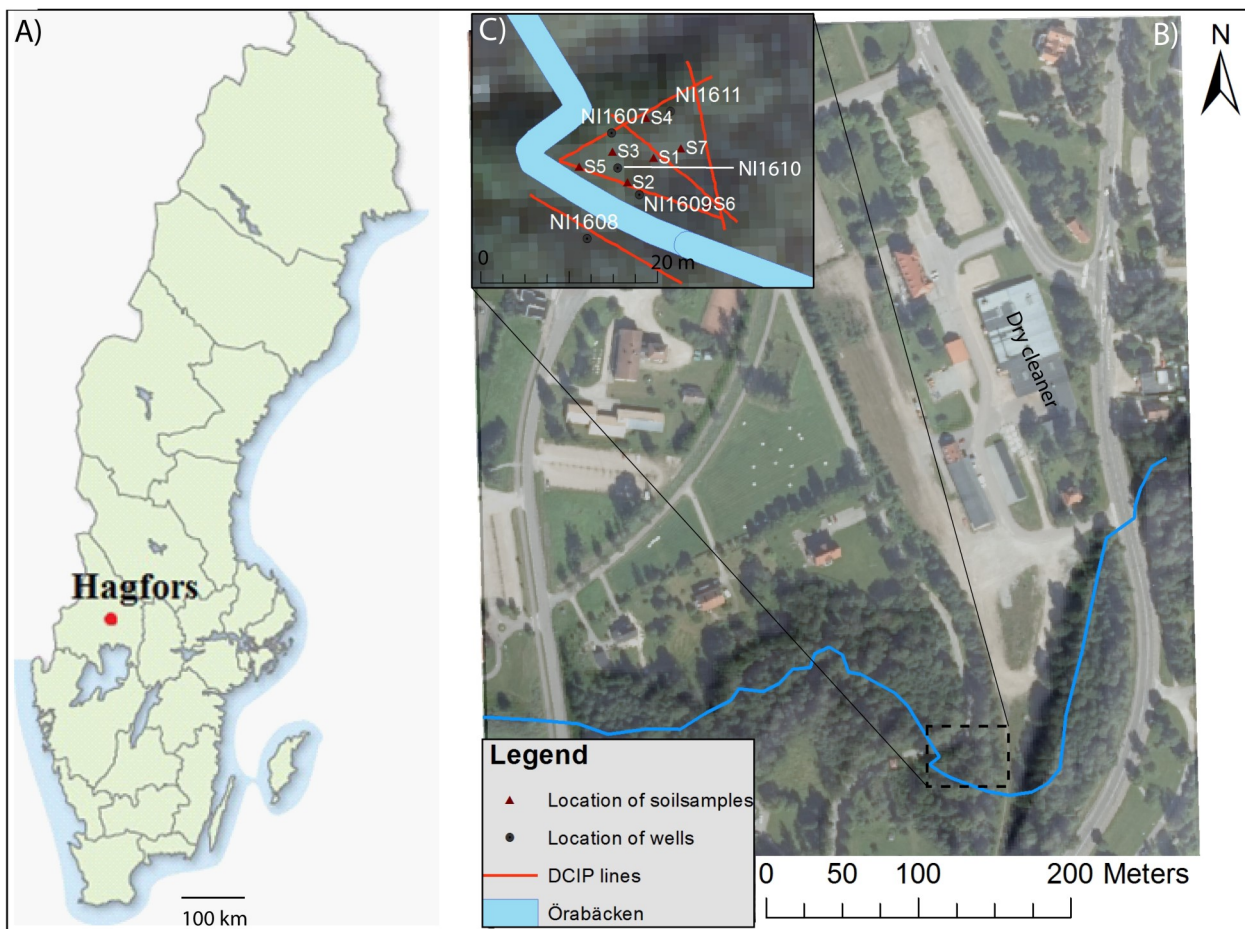 A)
Hagfors
100 km
C)
NI1611
NI1607
S4
S3
S1
S7
S5
NI1610
S2
NI1609
S6
NI1608
0
20 m
B)
N
Dry cleaner
Legend
Location of soilsamples
Location of wells
DCIP lines
Örabäcken
0 50 100 200 Meters